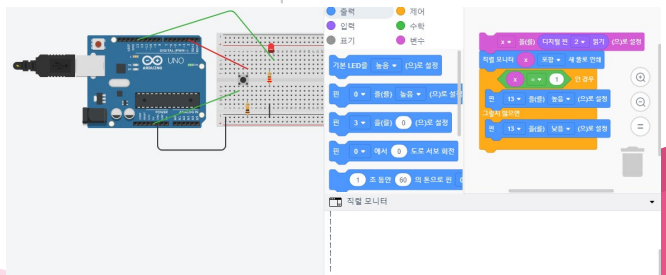 출력
제어
입력
수학
표기
변수
기본 LED를 높음 (으)로 설정
핀 0 을(를) 높음 (으)로 설
핀 3 을(를) 0 (으)로 설정
핀 0 에서 0 도로 서보 회전
1 초 동안 60 의 톤으로 핀
x 을(를) 디지털 핀 2 읽기 (으)로 설정
직렬 모니터 x 포함 새 줄로 인쇄
x = 1 인 경우
핀 13 을(를) 높음 (으)로 설정
그렇지 않으면
핀 13 을(를) 낮음 (으)로 설정
직렬 모니터
UNO
ARDUINO